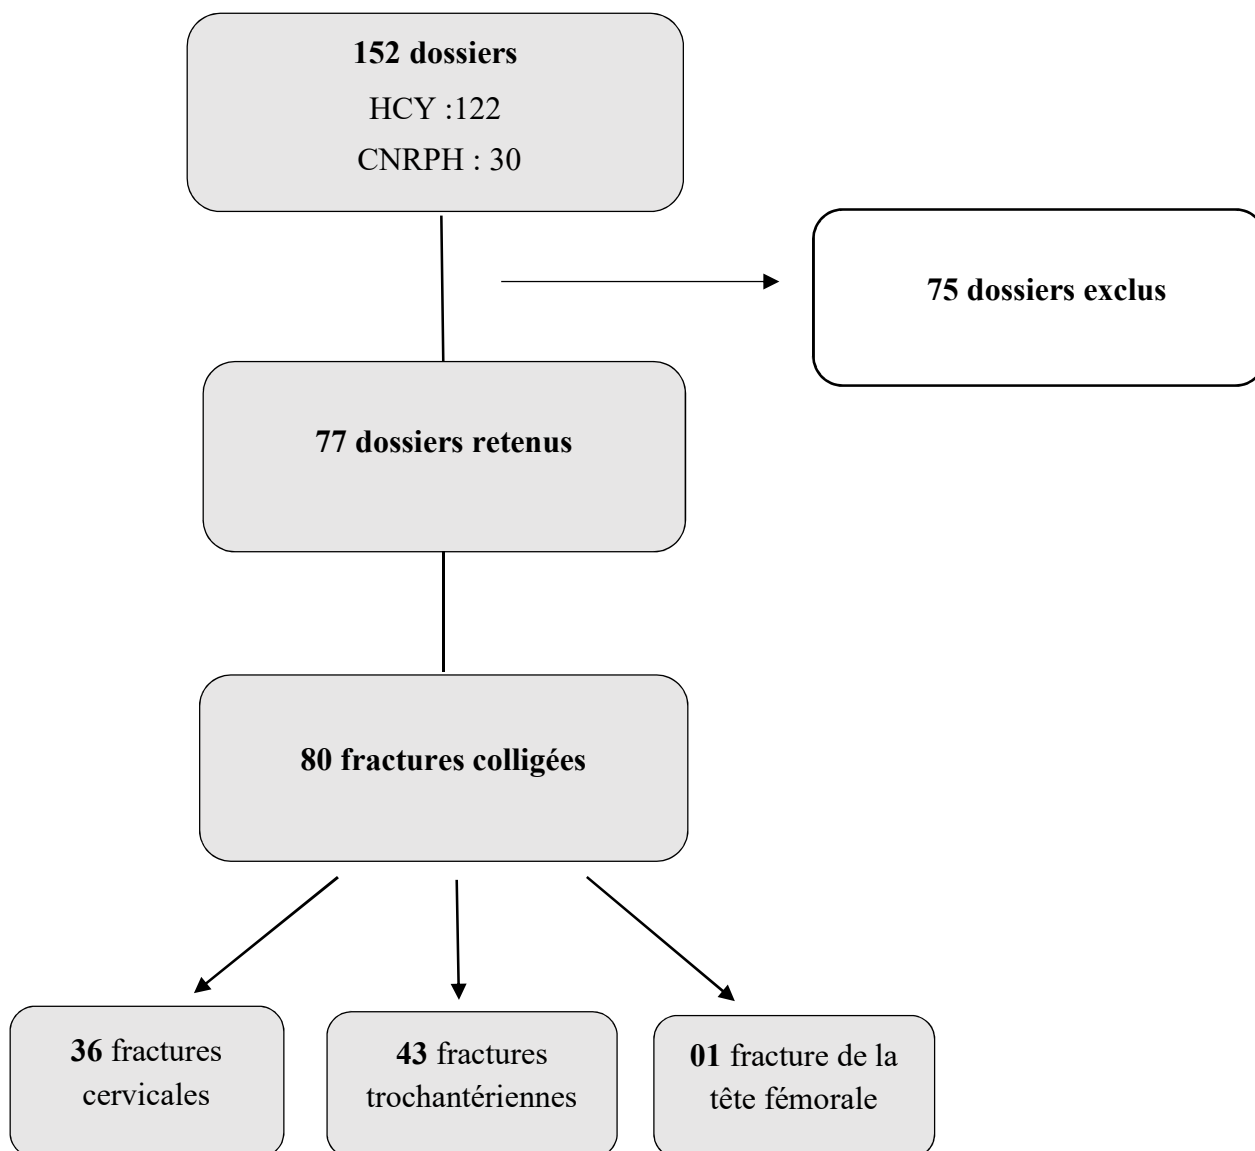 152 dossiers
HCY :122
CNRPH : 30
75 dossiers exclus
77 dossiers retenus
80 fractures colligées
36 fractures
cervicales
43 fractures
trochantériennes
01 fracture de la
tête fémorale